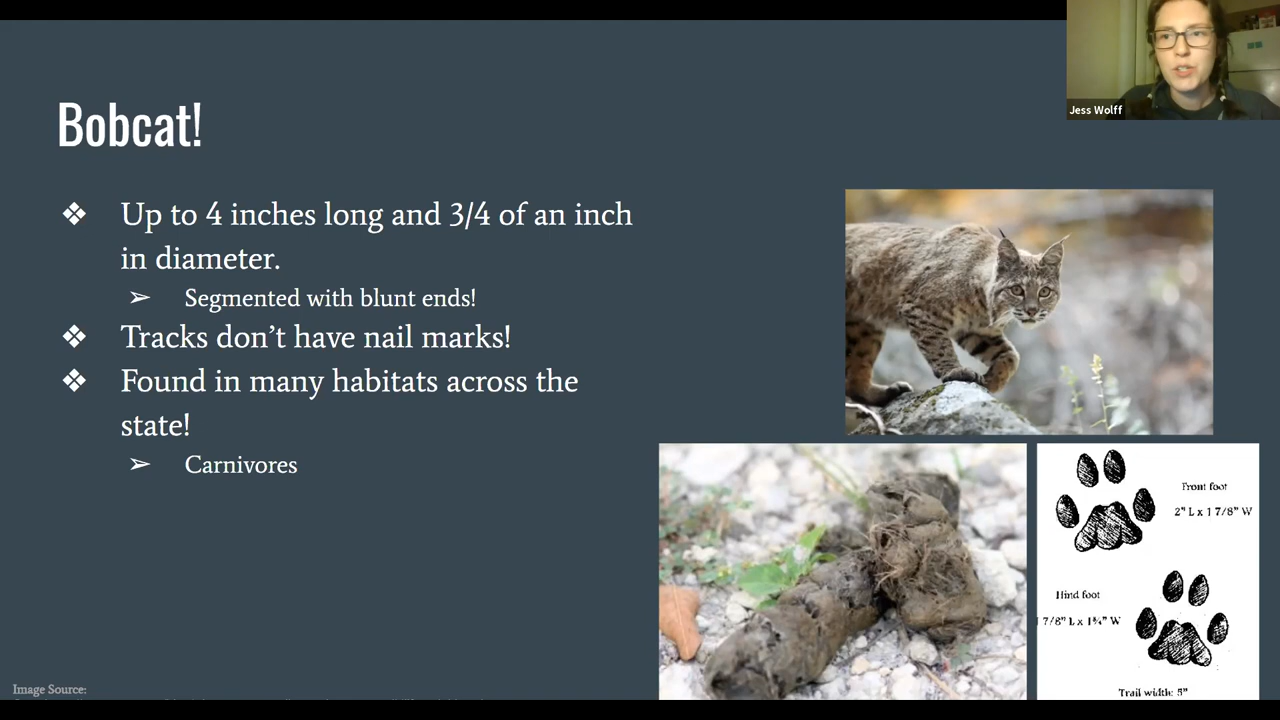 Jess Wolff
Bobcat!
❖ Up to 4 inches long and 3/4 of an inch
in diameter.
➢ Segmented with blunt ends!
❖ Tracks don’t have nail marks!
❖ Found in many habitats across the
state!
➢ Carnivores
Front foot
2" L x 1 7/8" W
Hind foot
7/8" L x 1¾" W
Trail width: 5"
Image Source: